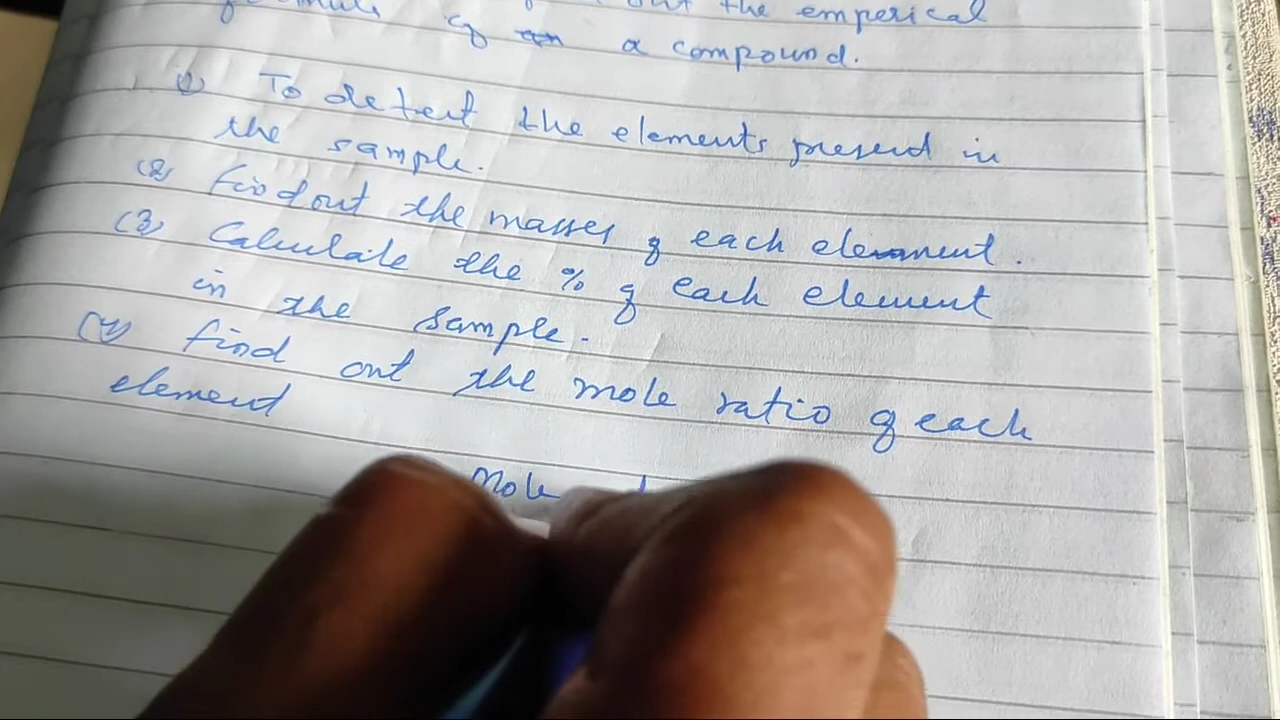 out the emperical
a compound.
(1) To detect the elements present in
the sample.
(2) find out the masses of each element.
(3) Calculate the % of each element
in the sample.
(4) find out the mole ratio of each
element
Mole